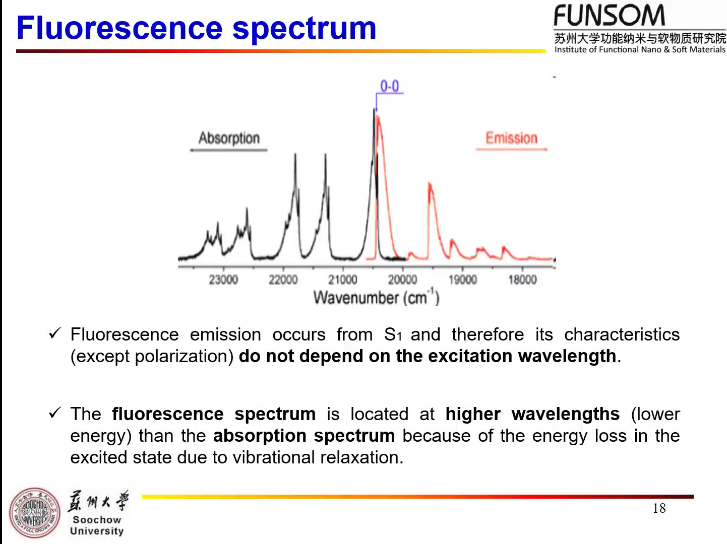 Fluorescence spectrum
FUNSOM
苏州大学功能纳米与软物质研究院
Institute of Functional Nano & Soft Materials
0-0
Absorption
Emission
23000 22000 21000 20000 19000 18000
Wavenumber (cm⁻¹)
✓ Fluorescence emission occurs from S₁ and therefore its characteristics
(except polarization) do not depend on the excitation wavelength.
✓ The fluorescence spectrum is located at higher wavelengths (lower
energy) than the absorption spectrum because of the energy loss in the
excited state due to vibrational relaxation.
蘇州大學
Soochow
University
18